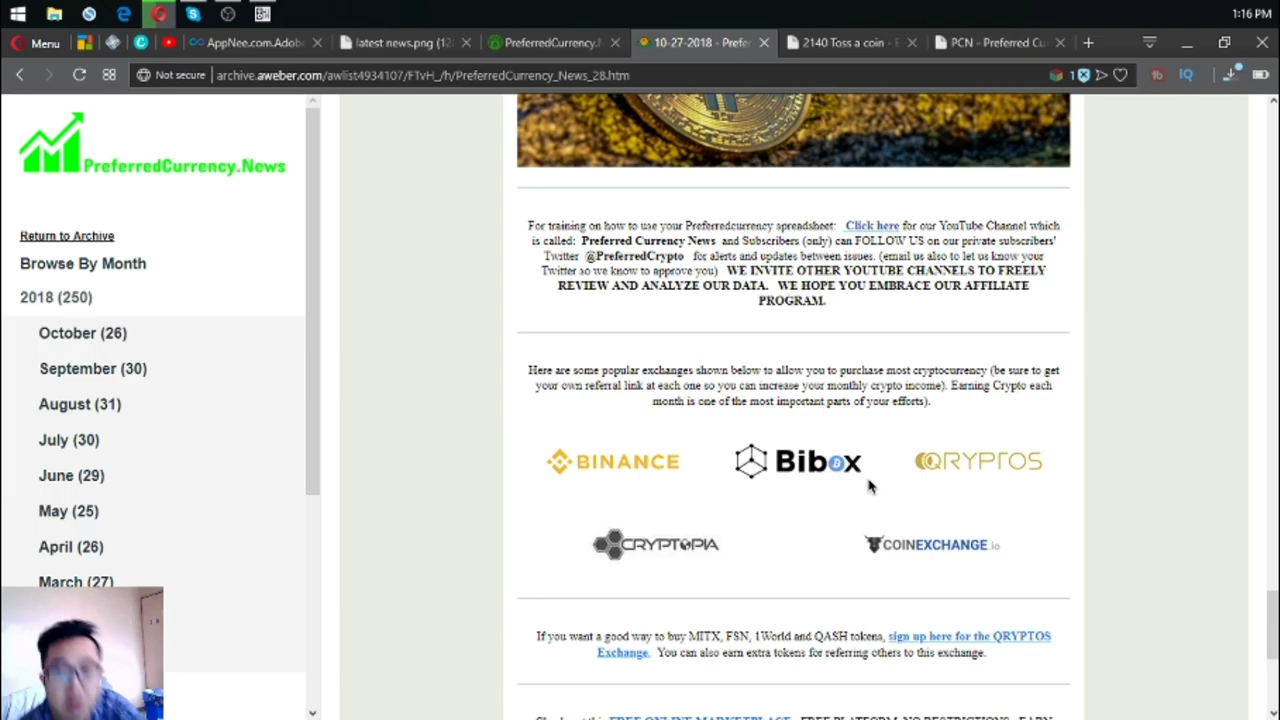 1:16 PM
Menu
AppNee.com.Adob
latest news.png (12
PreferredCurrency.N
10-27-2018 - Prefe
2140 Toss a coin - E
PCN - Preferred Cu
Not secure archive.aweber.com/awlist4934107/FTvH_/h/PreferredCurrency_News_28.htm
1
IQ
PreferredCurrency.News
Return to Archive
Browse By Month
2018 (250)
October (26)
September (30)
August (31)
July (30)
June (29)
May (25)
April (26)
March (27)
For training on how to use your Preferredcurrency spreadsheet: Click here for our YouTube Channel which
is called: Preferred Currency News and Subscribers (only) can FOLLOW US on our private subscribers'
Twitter @PreferredCrypto for alerts and updates between issues. (email us also to let us know your
Twitter so we know to approve you) WE INVITE OTHER YOUTUBE CHANNELS TO FREELY
REVIEW AND ANALYZE OUR DATA. WE HOPE YOU EMBRACE OUR AFFILIATE
PROGRAM.
Here are some popular exchanges shown below to allow you to purchase most cryptocurrency (be sure to get
your own referral link at each one so you can increase your monthly crypto income). Earning Crypto each
month is one of the most important parts of your efforts).
BINANCE
Bibox
QRYPTOS
CRYPTOPIA
COINEXCHANGE.io
If you want a good way to buy MITX, FSN, 1World and QASH tokens, sign up here for the QRYPTOS
Exchange. You can also earn extra tokens for referring others to this exchange.
FREE ONLINE MARKETPLACE FREE PLATFORM, NO RESTRICTIONS EARN